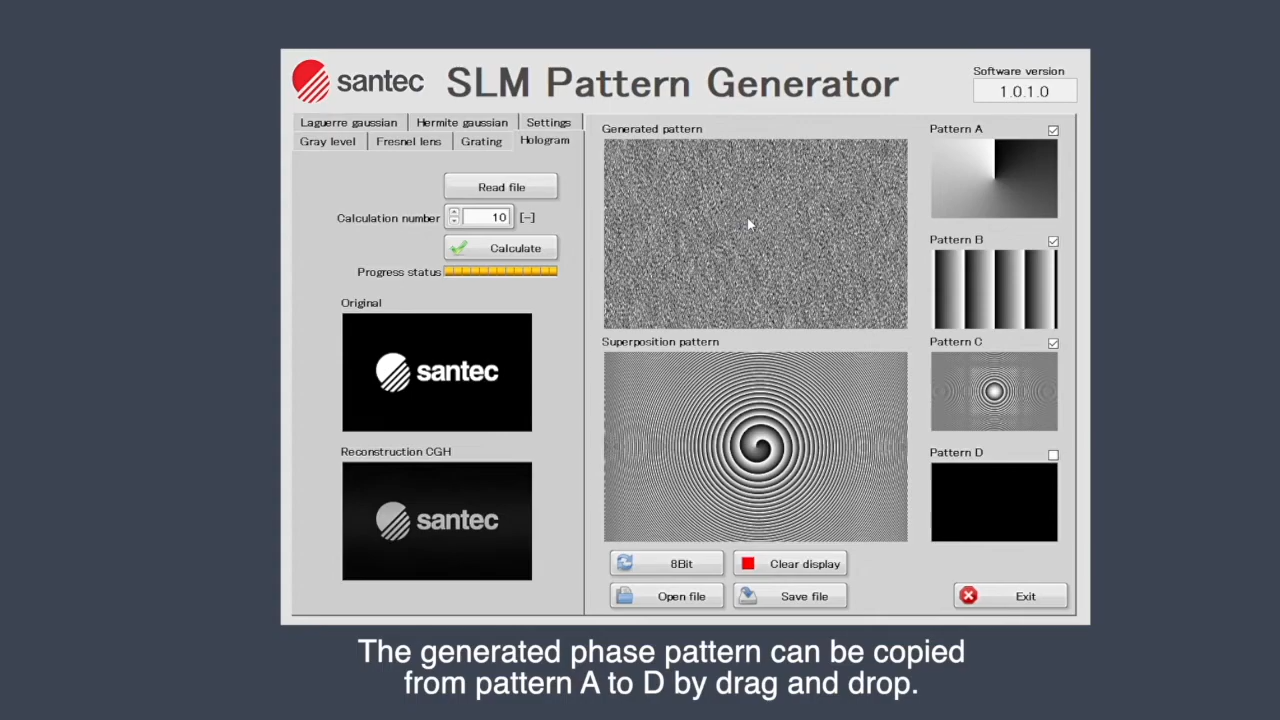 santec SLM Pattern Generator
Software version
1.0.1.0
Laguerre gaussian Hermite gaussian Settings
Gray level Fresnel lens Grating Hologram
Read file
Calculation number 10 [-]
Calculate
Progress status
Original
santec
Reconstruction CGH
santec
Generated pattern
Superposition pattern
8Bit Clear display
Open file Save file
Pattern A
Pattern B
Pattern C
Pattern D
Exit
The generated phase pattern can be copied
from pattern A to D by drag and drop.